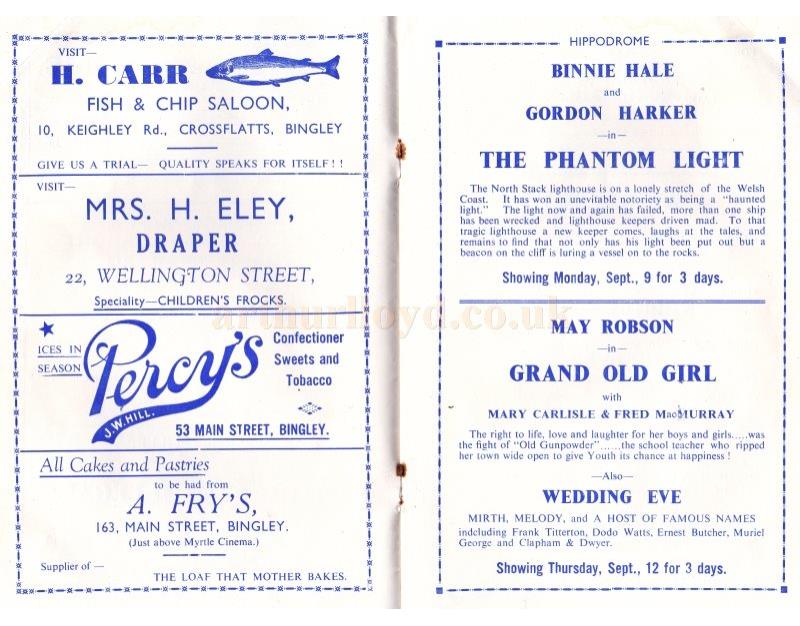 VISIT—
H. CARR
FISH & CHIP SALOON,
10, KEIGHLEY Rd., CROSSFLATTS, BINGLEY
GIVE US A TRIAL— QUALITY SPEAKS FOR ITSELF ! !
VISIT—
MRS. H. ELEY,
DRAPER
22, WELLINGTON STREET,
Speciality—CHILDREN'S FROCKS.
ICES IN
SEASON
Percy's
J.W. HILL.
Confectioner
Sweets and
Tobacco
53 MAIN STREET, BINGLEY.
All Cakes and Pastries
to be had from
A. FRY'S,
163, MAIN STREET, BINGLEY.
(Just above Myrtle Cinema.)
Supplier of —
THE LOAF THAT MOTHER BAKES.
HIPPODROME
BINNIE HALE
and
GORDON HARKER
—in—
THE PHANTOM LIGHT
The North Stack lighthouse is on a lonely stretch of the Welsh
Coast. It has won an unevitable notoriety as being a "haunted
light." The light now and again has failed, more than one ship
has been wrecked and lighthouse keepers driven mad. To that
tragic lighthouse a new keeper comes, laughs at the tales, and
remains to find that not only has his light been put out but a
beacon on the cliff is luring a vessel on to the rocks.
Showing Monday, Sept., 9 for 3 days.
MAY ROBSON
—in—
GRAND OLD GIRL
with
MARY CARLISLE & FRED MacMURRAY
The right to life, love and laughter for her boys and girls.....was
the fight of "Old Gunpowder"......the school teacher who ripped
her town wide open to give Youth its chance at happiness !
—Also—
WEDDING EVE
MIRTH, MELODY, and A HOST OF FAMOUS NAMES
indcluding Frank Titterton, Dodo Watts, Ernest Butcher, Muriel
George and Clapham & Dwyer.
Showing Thursday, Sept., 12 for 3 days.
arthurlloyd.co.uk